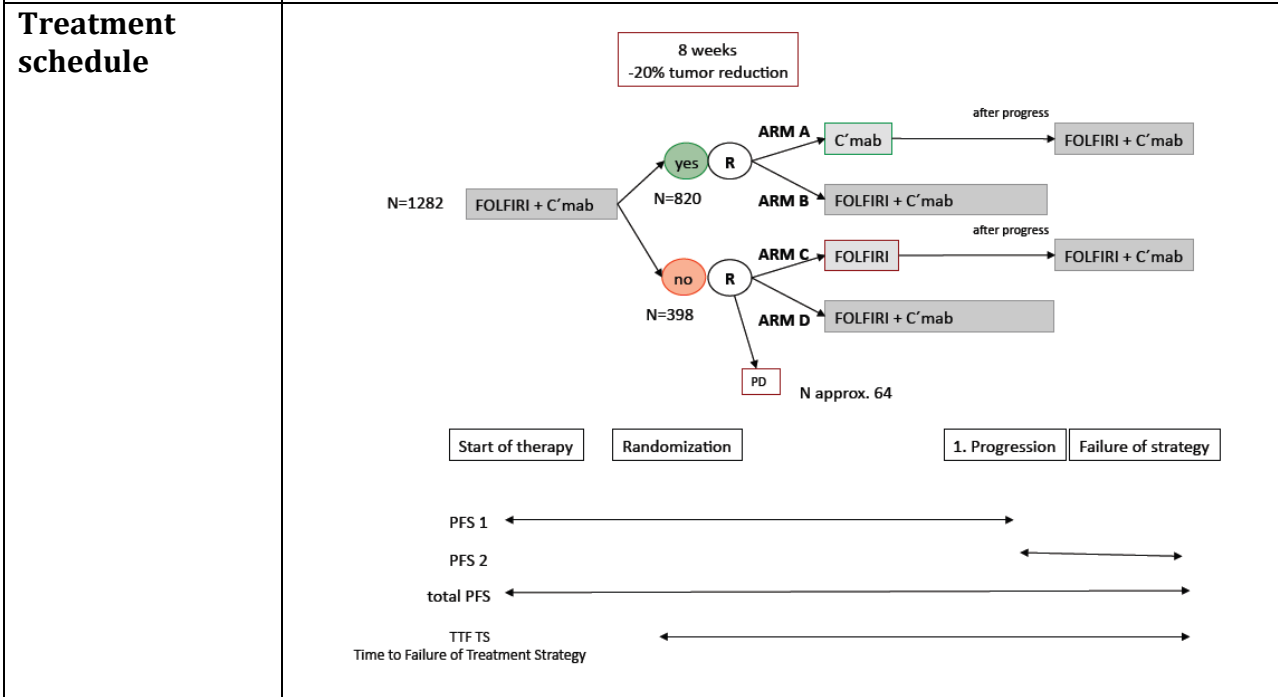 Treatment
schedule
8 weeks
-20% tumor reduction
after progress
ARM A
C´mab
FOLFIRI + C´mab
yes
R
N=1282
FOLFIRI + C´mab
N=820
ARM B
FOLFIRI + C´mab
after progress
ARM C
FOLFIRI
FOLFIRI + C´mab
no
R
N=398
ARM D
FOLFIRI + C´mab
PD
N approx. 64
Start of therapy
Randomization
1. Progression
Failure of strategy
PFS 1
PFS 2
total PFS
TTF TS
Time to Failure of Treatment Strategy